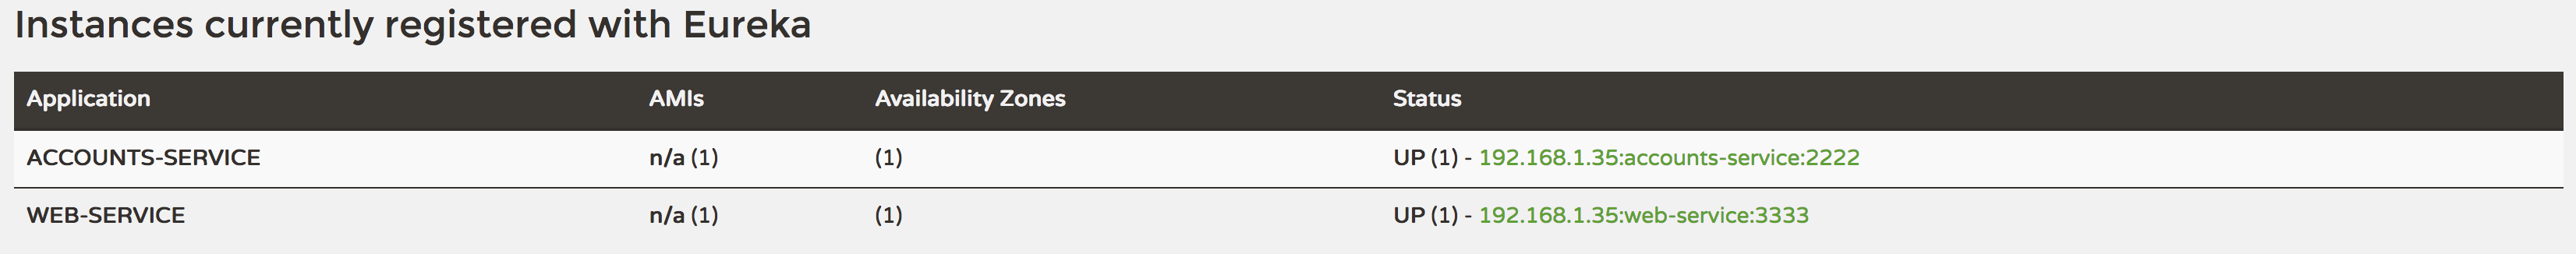 Instances currently registered with Eureka
Application AMIs Availability Zones Status
ACCOUNTS-SERVICE n/a (1) (1) UP (1) - 192.168.1.35:accounts-service:2222
WEB-SERVICE n/a (1) (1) UP (1) - 192.168.1.35:web-service:3333